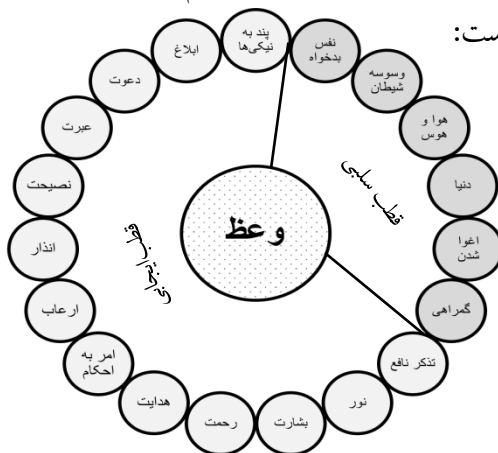 ست:
پند به
نیکی‌ها
نفس
بدخواه
وسوسه
شیطان
هوا و
هوس
دنیا
اغوا
شدن
گمراهی
تذکر نافع
نور
بشارت
رحمت
هدایت
امر به
احکام
ارعاب
انذار
نصیحت
عبرت
دعوت
ابلاغ
وعظ
قطب سلبی
قطب ایجابی